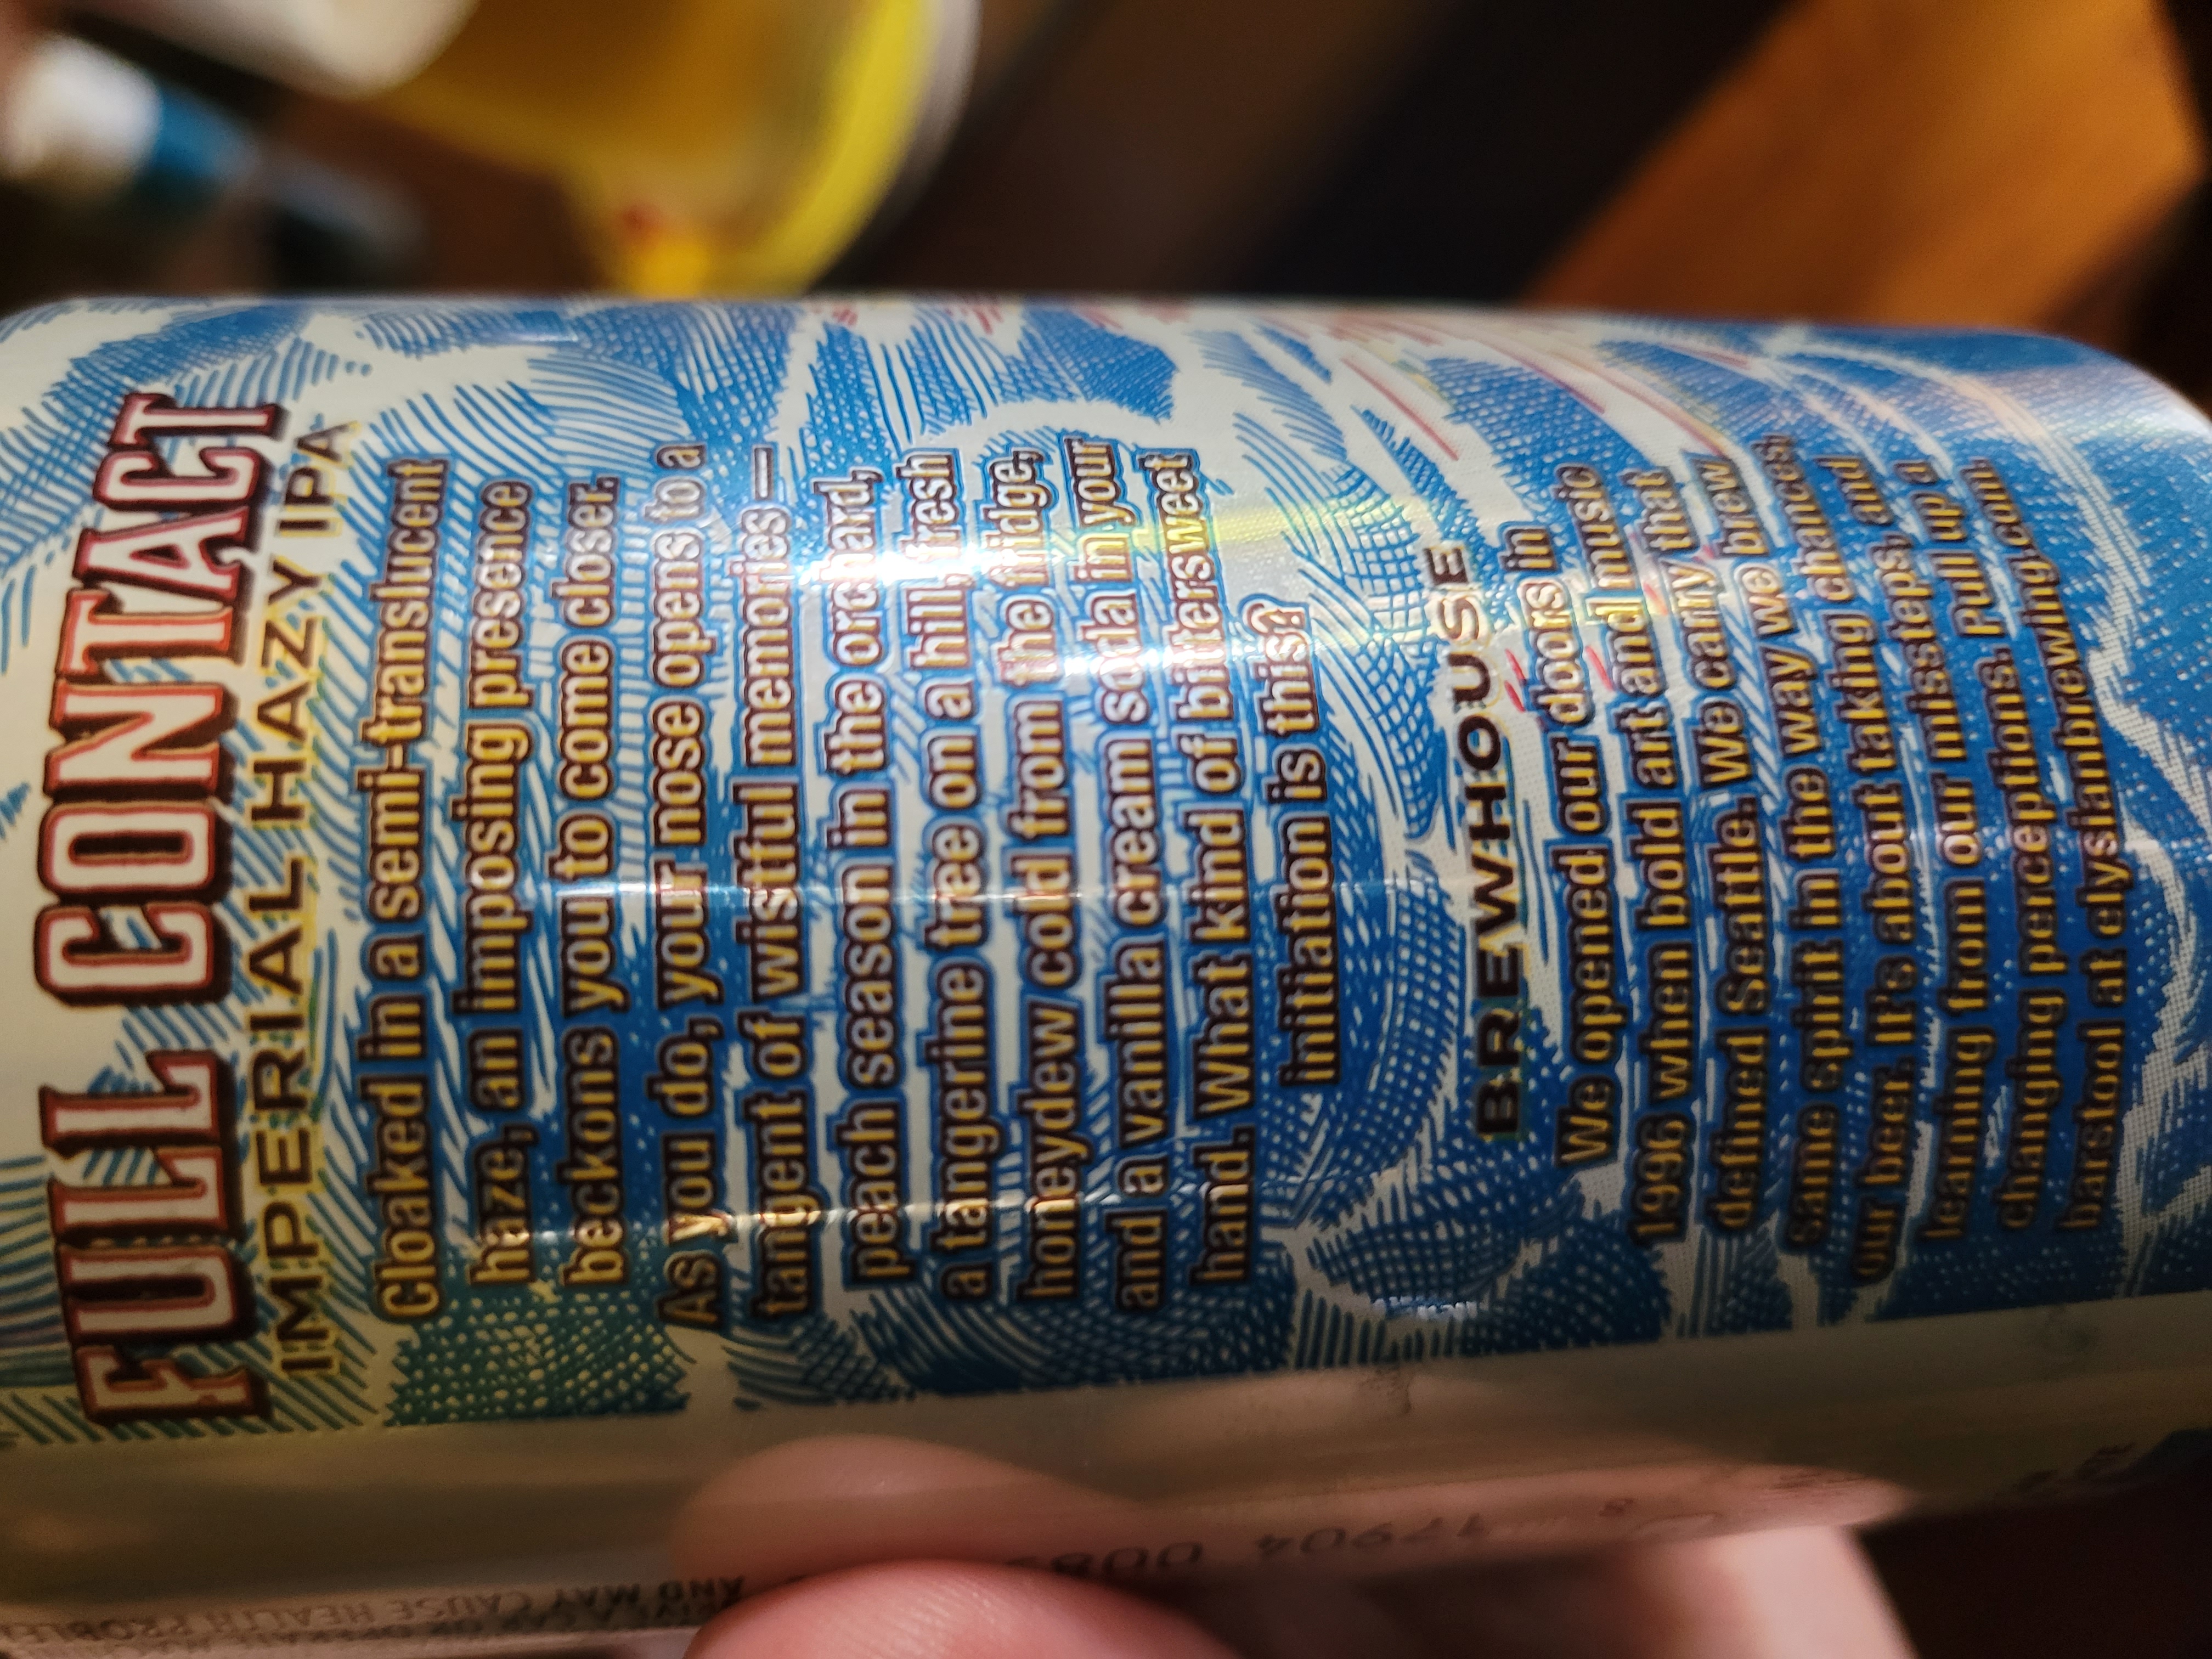 FULL CONTACT
IMPERIAL HAZY IPA
Cloaked in a semi-translucent
haze, an imposing presence
beckons you to come closer.
As you do, your nose opens to a
tangent of wistful memories —
peach season in the orchard,
a tangerine tree on a hill, fresh
honeydew cold from the fridge,
and a vanilla cream soda in your
hand. What kind of bittersweet
initiation is this?
BREWHOUSE
We opened our doors in
1996 when bold art and music
defined Seattle. We carry that
same spirit in the way we brew
our beer. It's about taking chances,
learning from our missteps, and
changing perceptions. Pull up a
barstool at elysianbrewing.com.
AND MAY CAUSE HEALTH PROBLE
17904